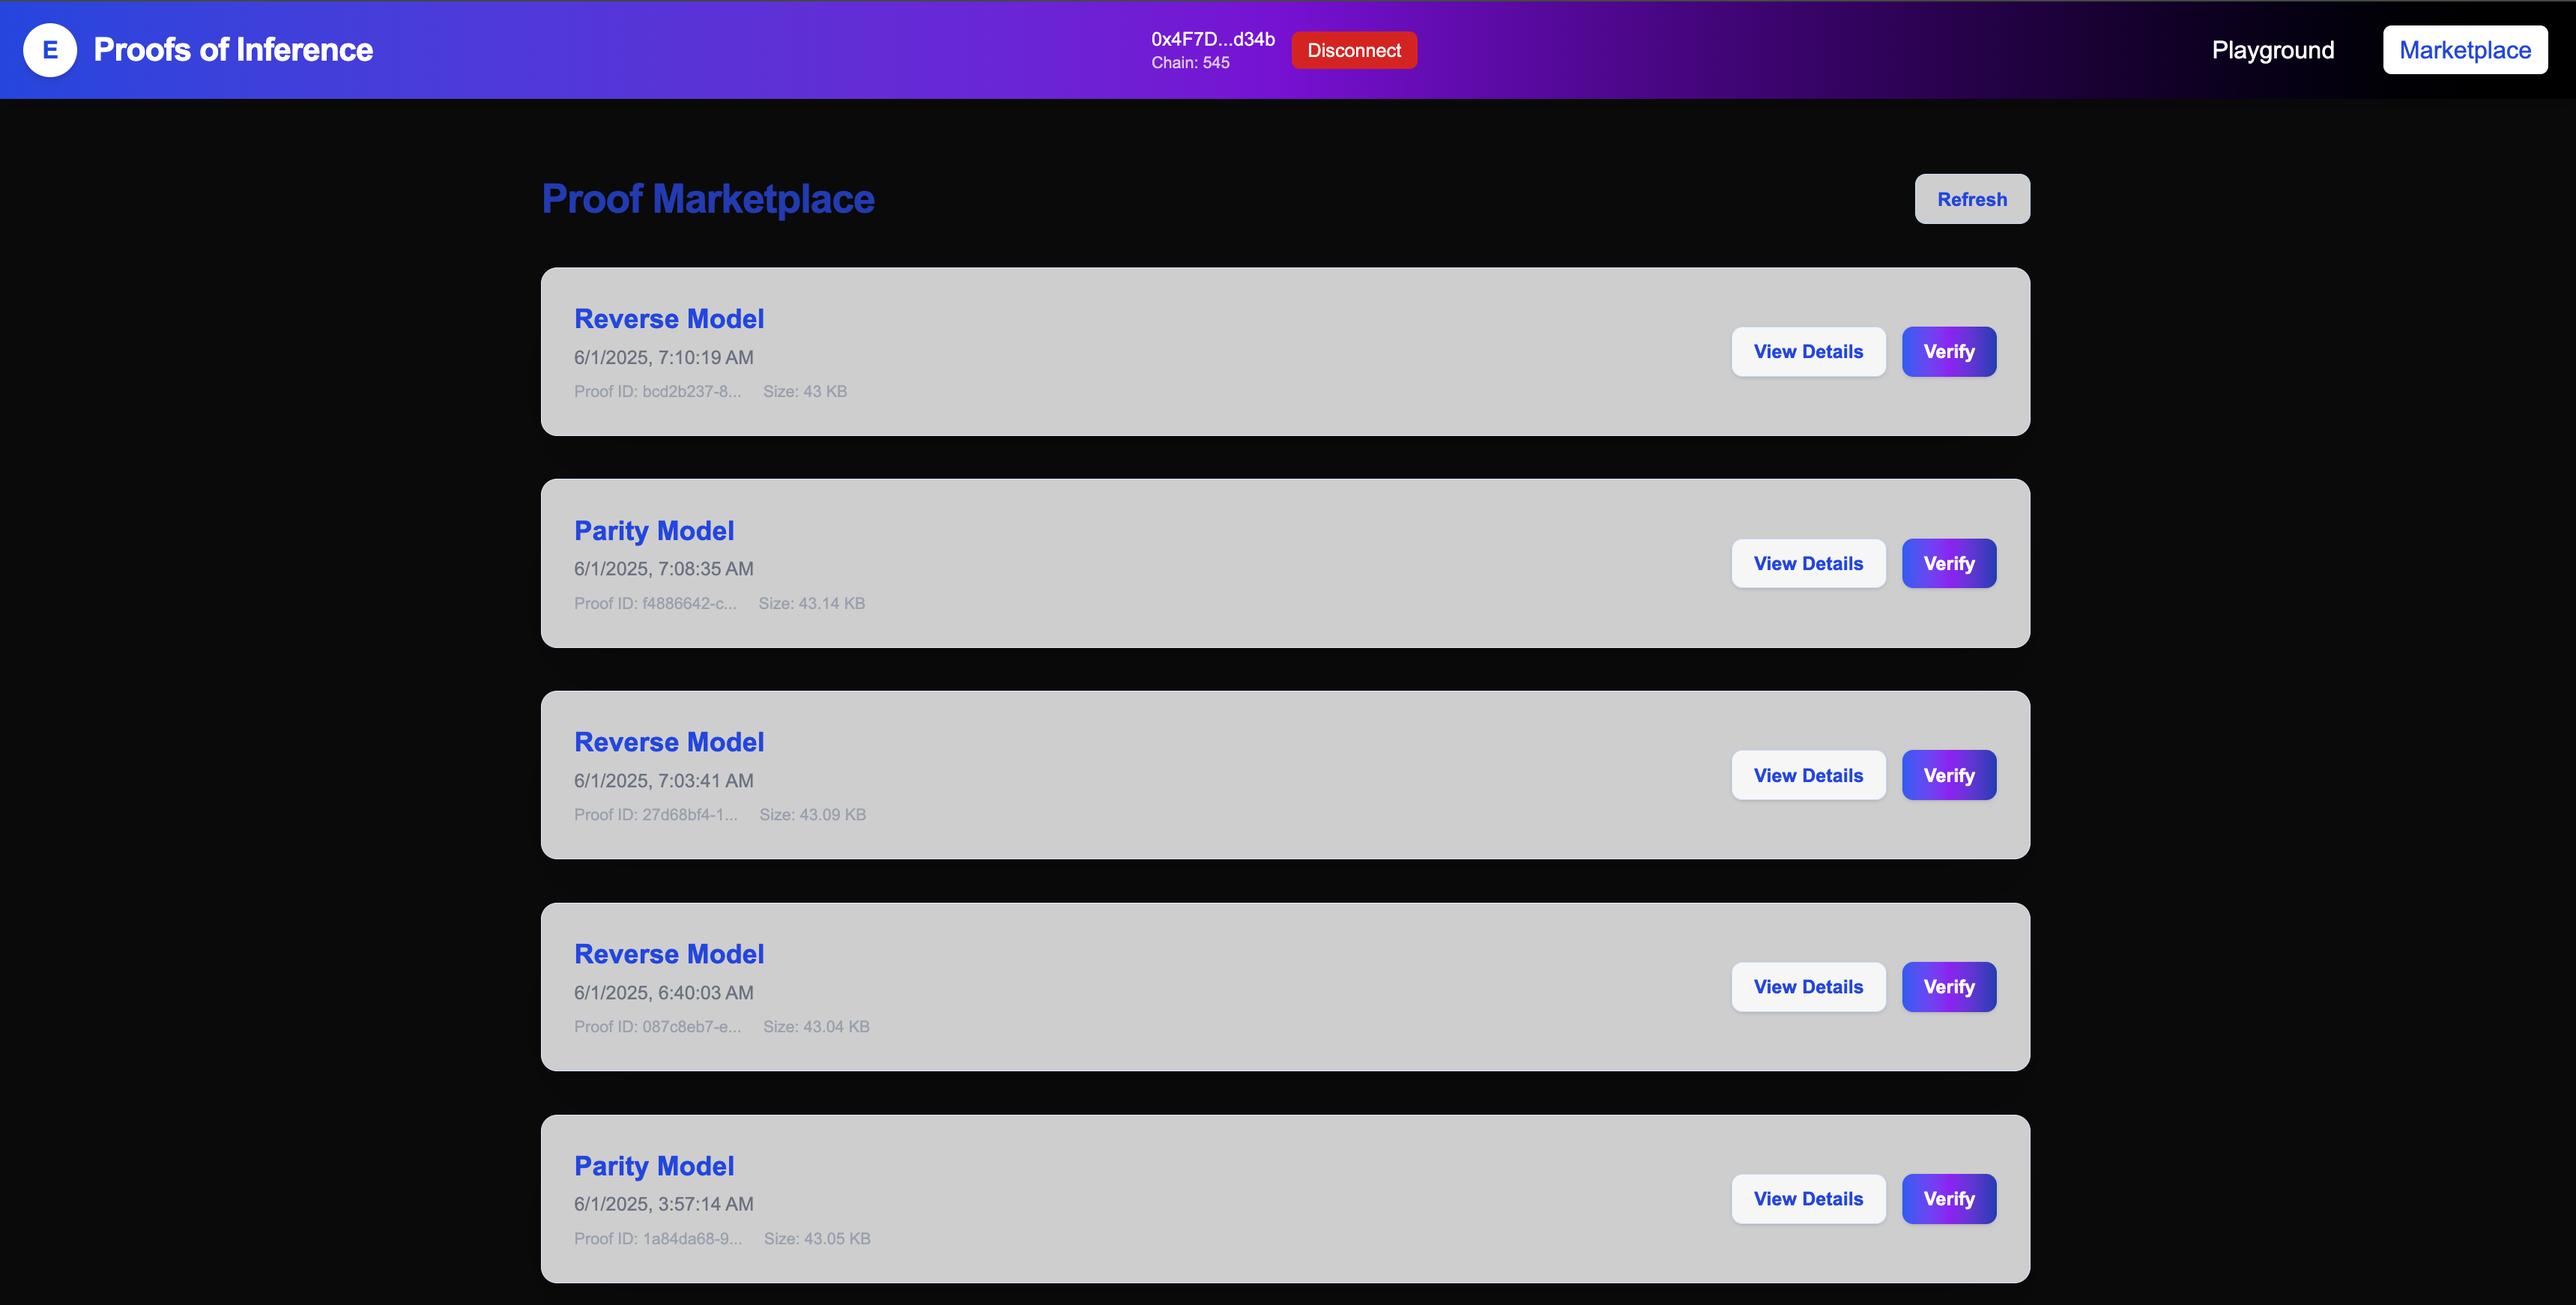 E
Proofs of Inference
0x4F7D...d34b
Chain: 545
Disconnect
Playground
Marketplace
Proof Marketplace
Refresh
Reverse Model
6/1/2025, 7:10:19 AM
Proof ID: bcd2b237-8... Size: 43 KB
View Details
Verify
Parity Model
6/1/2025, 7:08:35 AM
Proof ID: f4886642-c... Size: 43.14 KB
View Details
Verify
Reverse Model
6/1/2025, 7:03:41 AM
Proof ID: 27d68bf4-1... Size: 43.09 KB
View Details
Verify
Reverse Model
6/1/2025, 6:40:03 AM
Proof ID: 087c8eb7-e... Size: 43.04 KB
View Details
Verify
Parity Model
6/1/2025, 3:57:14 AM
Proof ID: 1a84da68-9... Size: 43.05 KB
View Details
Verify